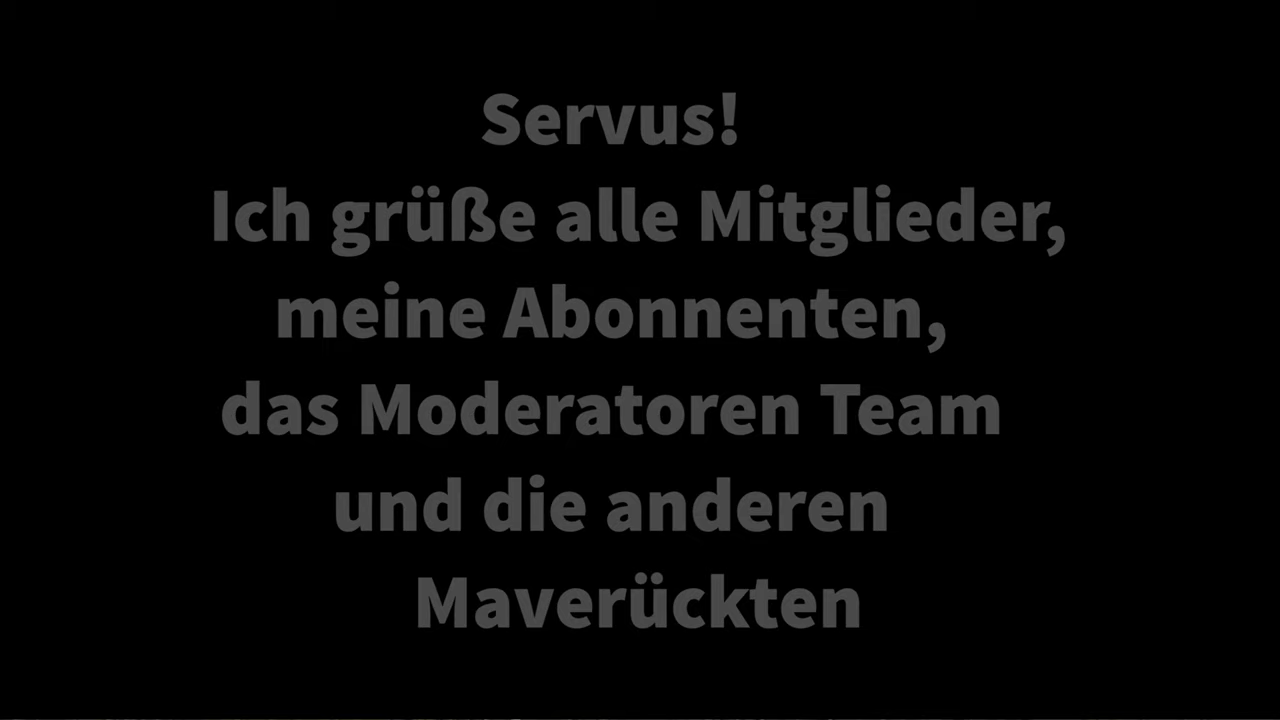 Servus!
Ich grüße alle Mitglieder,
meine Abonnenten,
das Moderatoren Team
und die anderen
Maverückten